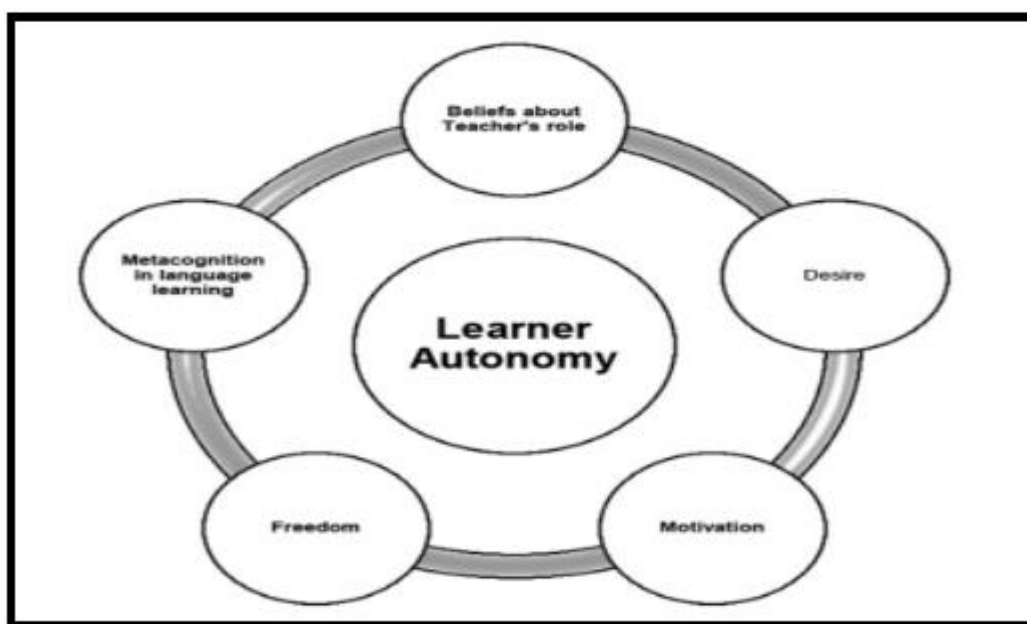 Beliefs about
Teacher's role
Metacognition
in language
learning
Desire
Learner
Autonomy
Freedom
Motivation